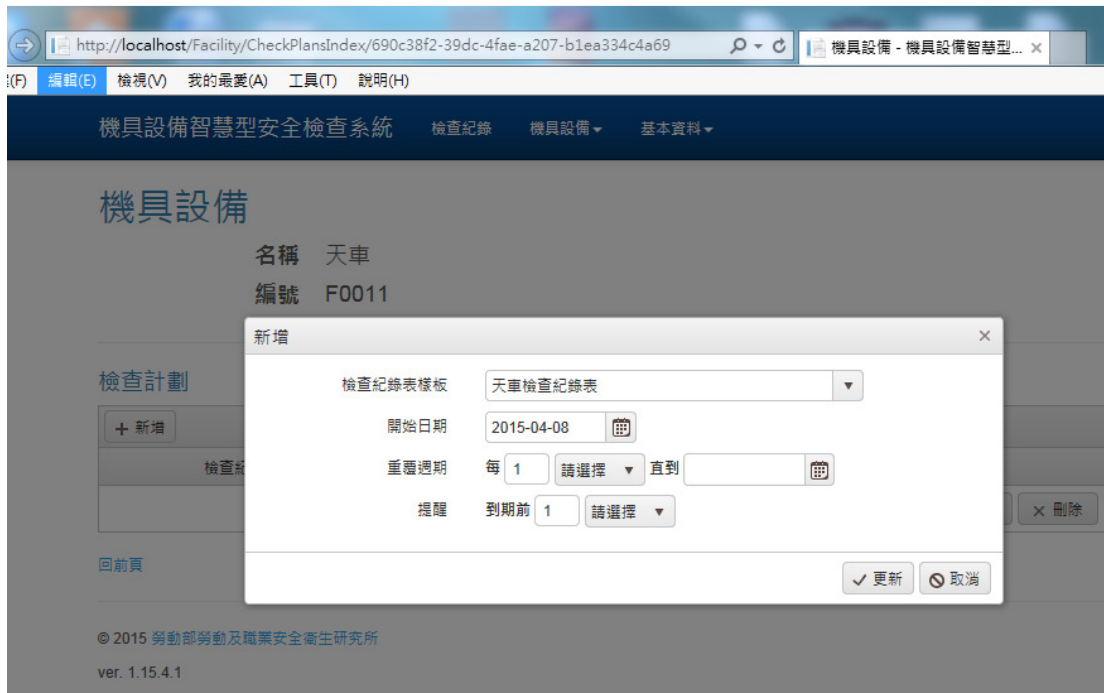 http://localhost/Facility/CheckPlansIndex/690c38f2-39dc-4fae-a207-b1ea334c4a69 機具設備 - 機具設備智慧型...
(F) 編輯(E) 檢視(V) 我的最愛(A) 工具(T) 說明(H)
機具設備智慧型安全檢查系統 檢查紀錄 機具設備 基本資料
機具設備
名稱 天車
編號 F0011
新增
檢查計劃
檢查紀錄表樣板 天車檢查紀錄表
+ 新增
開始日期 2015-04-08
檢查紀
重覆週期 每 1 請選擇 直到
提醒 到期前 1 請選擇
× 刪除
回前頁
更新 取消
© 2015 勞動部勞動及職業安全衛生研究所
ver. 1.15.4.1